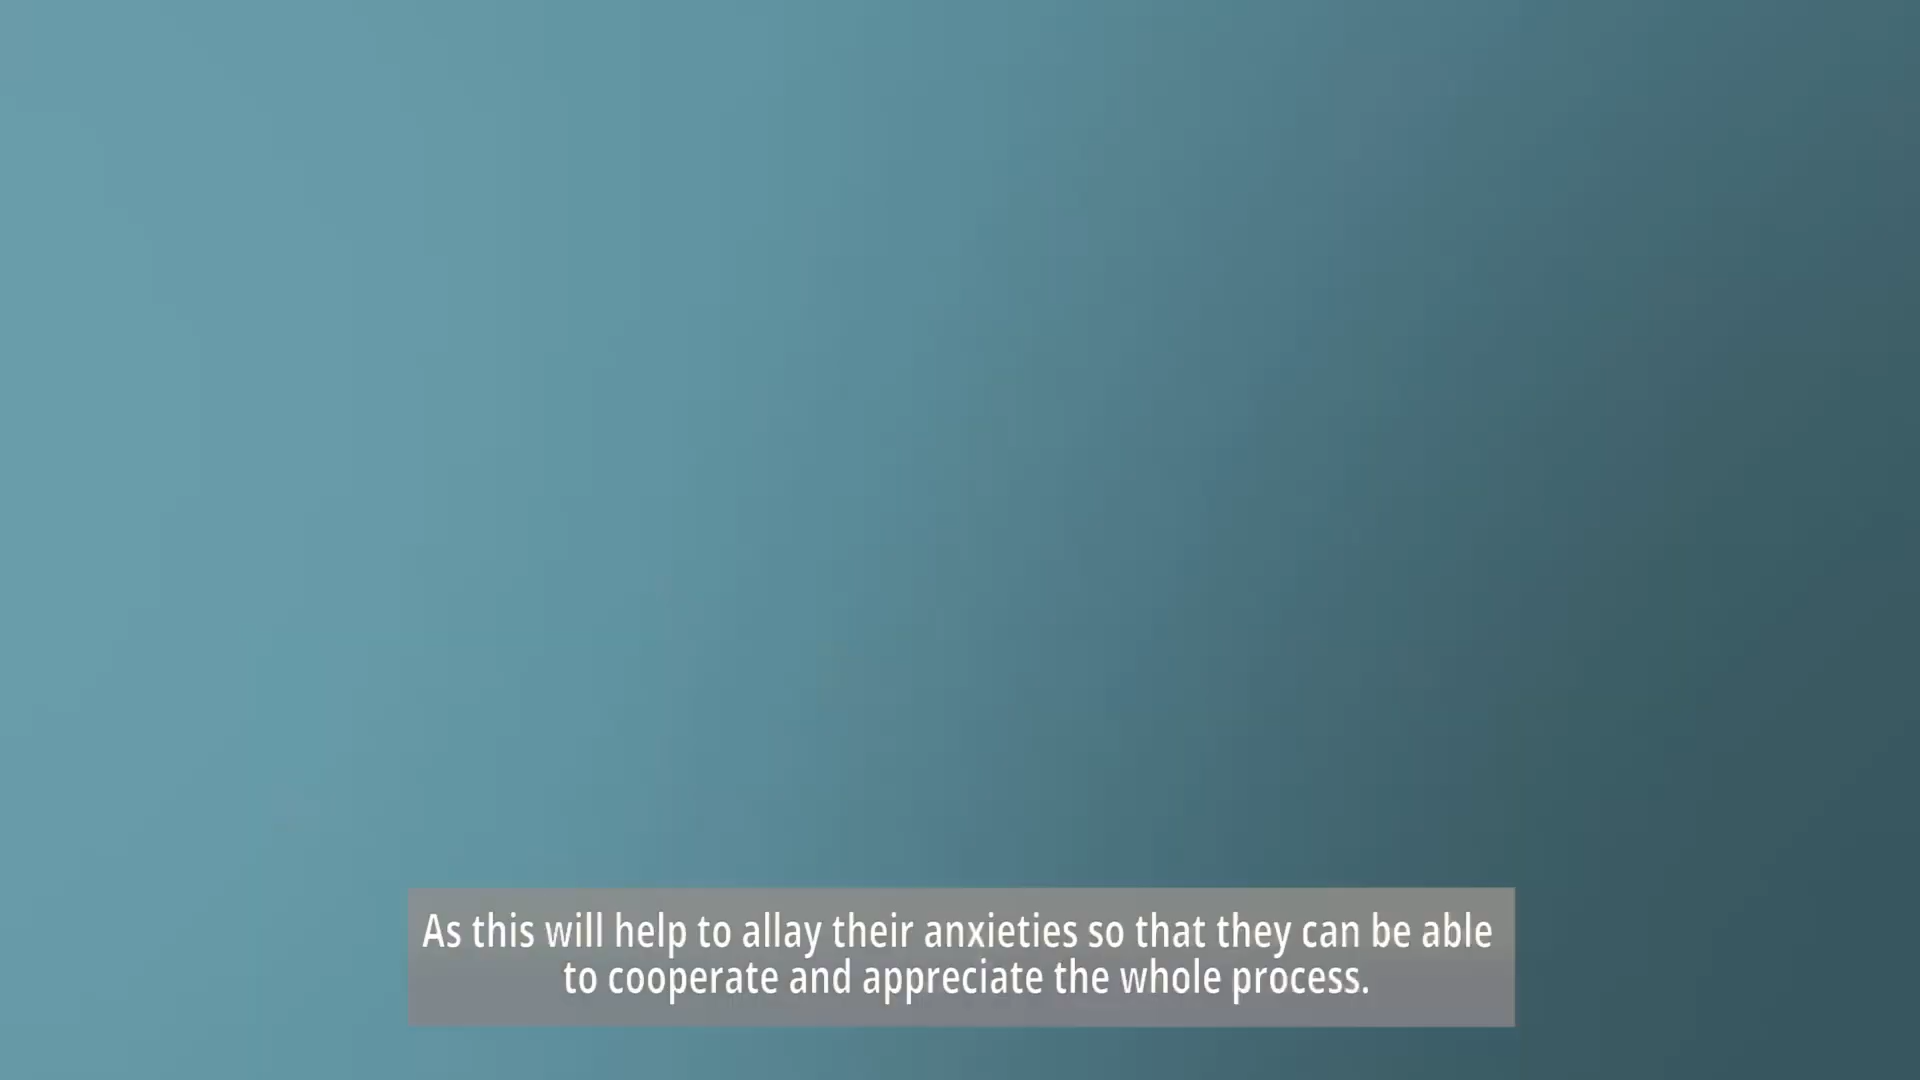 As this will help to allay their anxieties so that they can be able
to cooperate and appreciate the whole process.